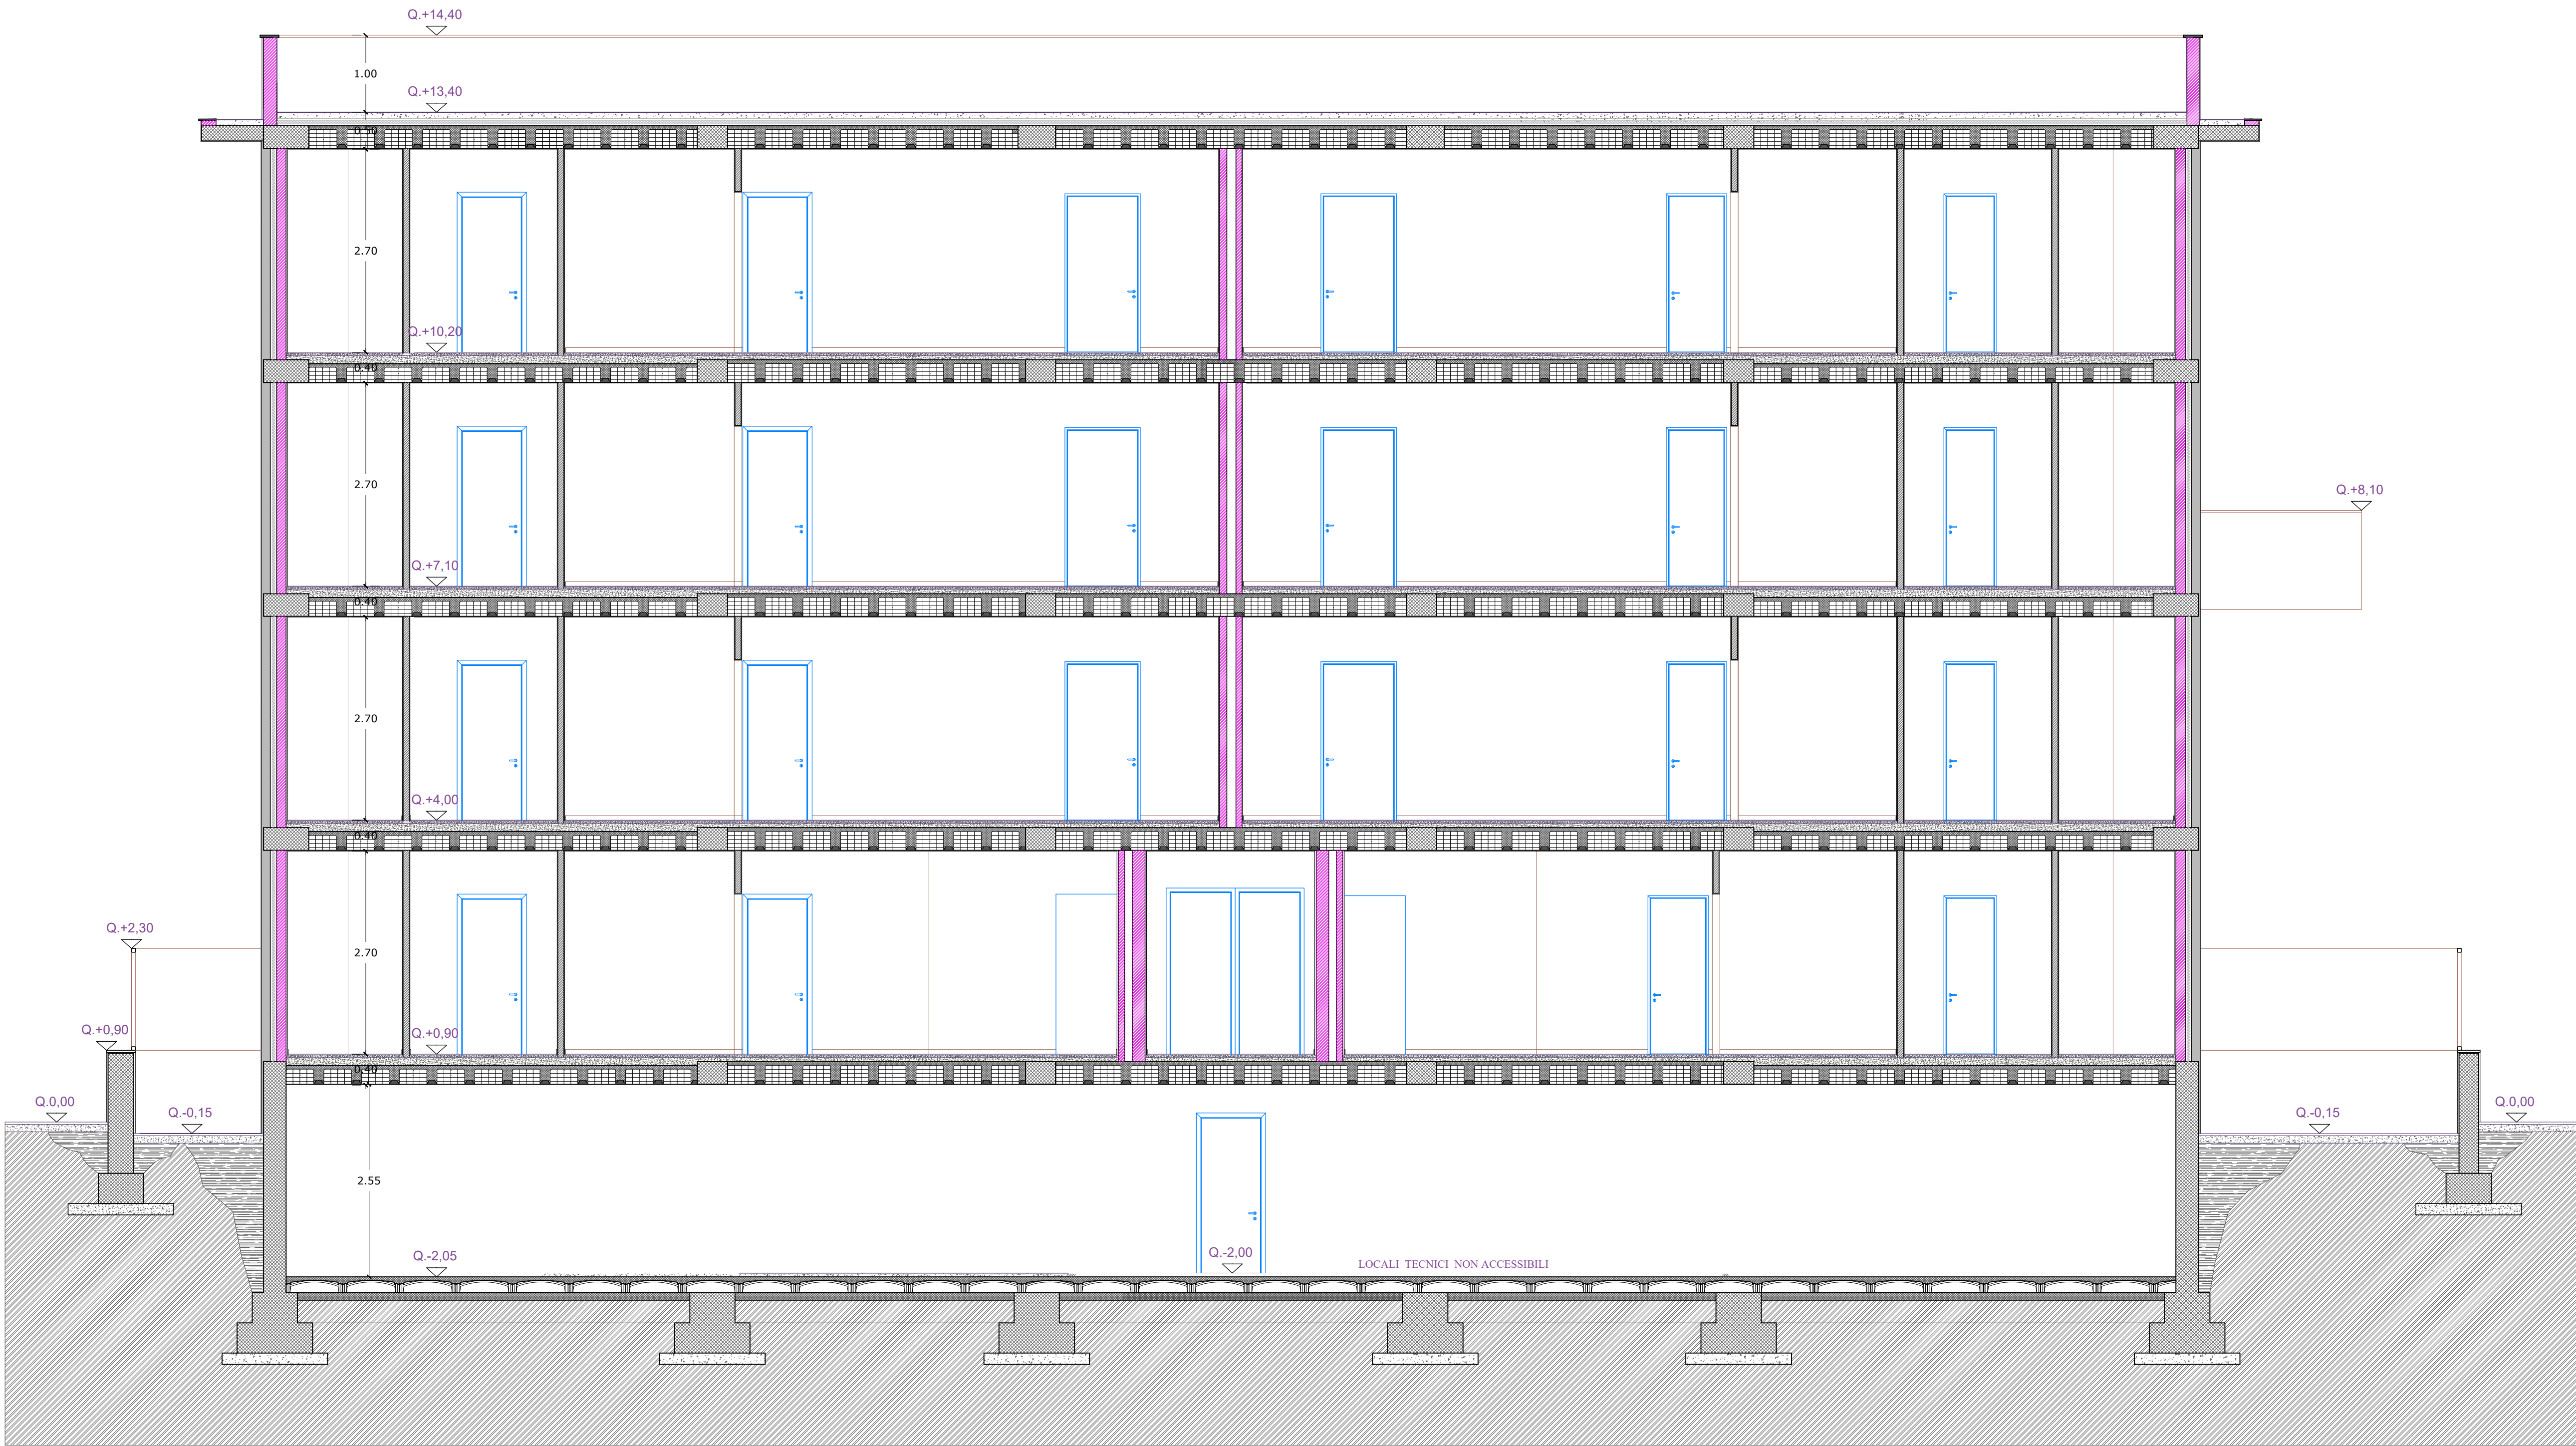 Q.+14,40
1.00
Q.+13,40
0.50
2.70
Q.+10,20
0.40
2.70
Q.+8,10
Q.+7,10
0.40
2.70
Q.+4,00
0.40
Q.+2,30
2.70
Q.+0,90
Q.+0,90
0.40
Q.0,00
Q.-0,15
Q.-0,15
Q.0,00
2.55
Q.-2,05
Q.-2,00
LOCALI TECNICI NON ACCESSIBILI